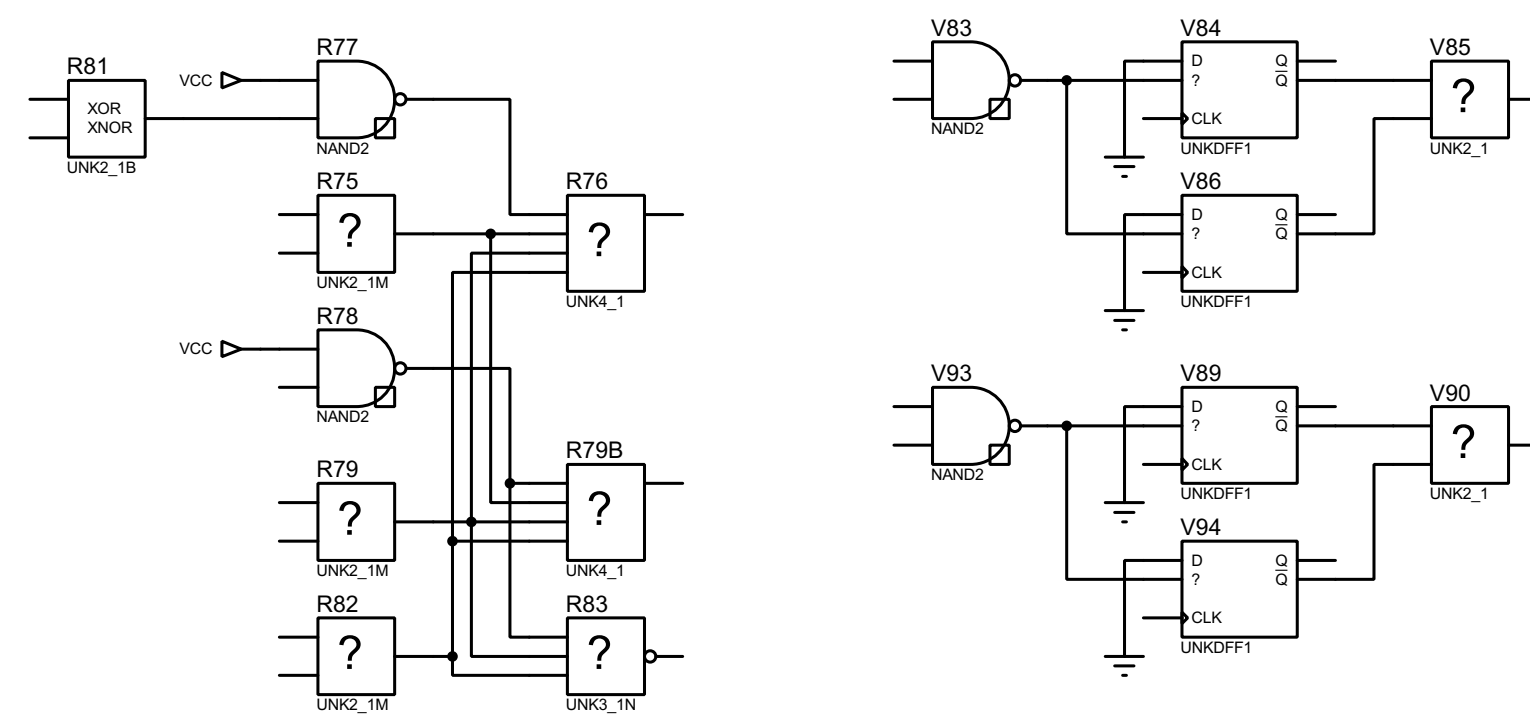 R81
XOR
XNOR
UNK2_1B
VCC
R77
NAND2
R75
?
UNK2_1M
R76
?
UNK4_1
VCC
R78
NAND2
R79
?
UNK2_1M
R79B
?
UNK4_1
R82
?
UNK2_1M
R83
?
UNK3_1N
V83
NAND2
V84
D
?
CLK
Q
Q̅
UNKDFF1
V85
?
UNK2_1
V86
D
?
CLK
Q
Q̅
UNKDFF1
V93
NAND2
V89
D
?
CLK
Q
Q̅
UNKDFF1
V90
?
UNK2_1
V94
D
?
CLK
Q
Q̅
UNKDFF1